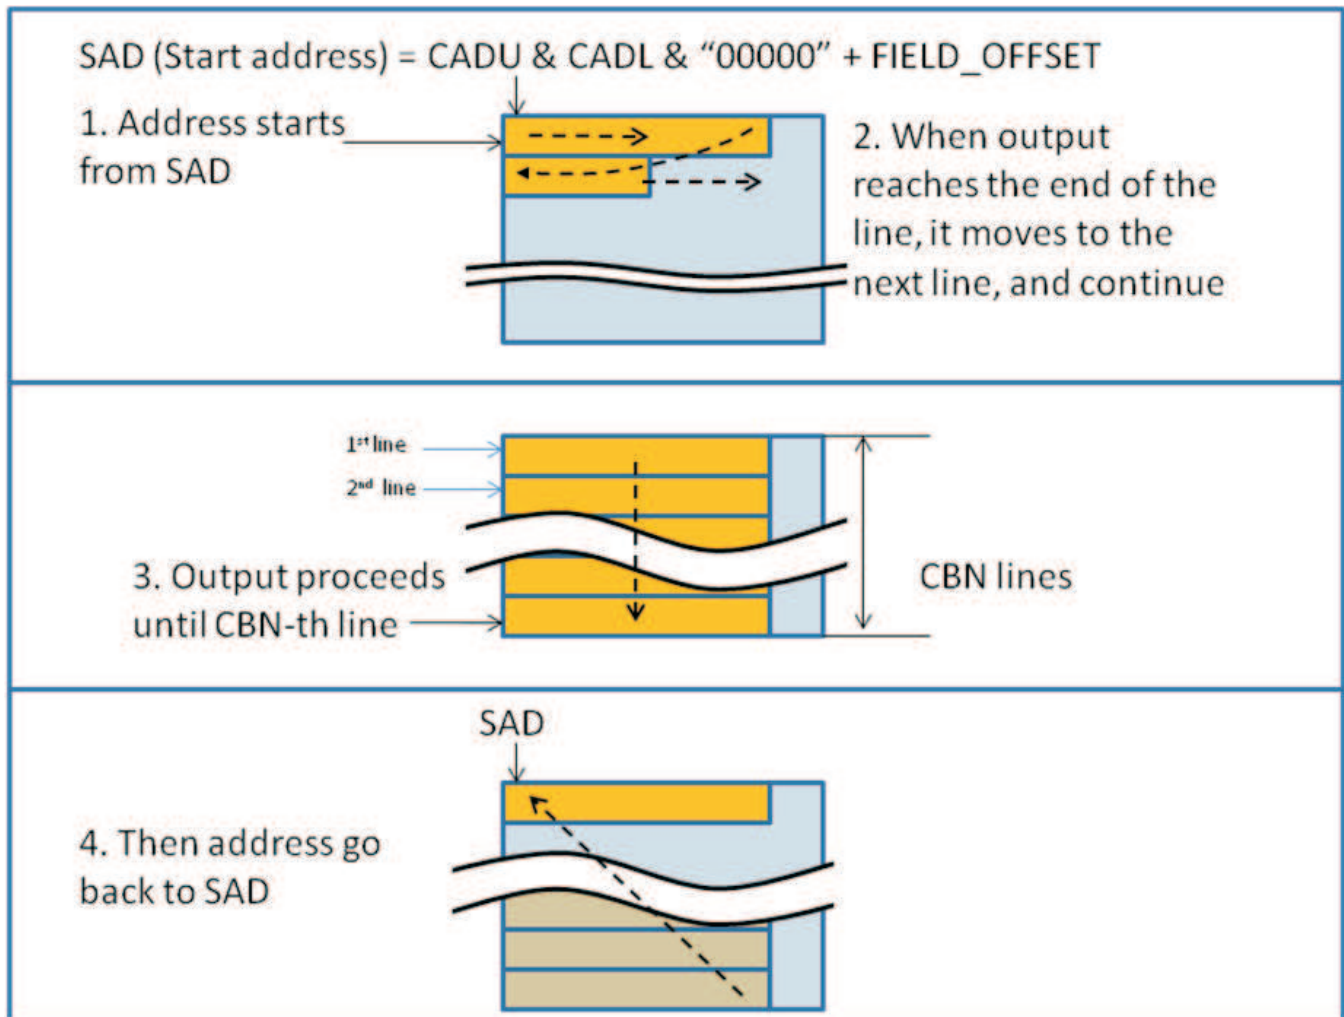 SAD (Start address) = CADU & CADL & “00000” + FIELD_OFFSET
1. Address starts
from SAD
2. When output
reaches the end of the
line, it moves to the
next line, and continue
1st line
2nd line
3. Output proceeds
until CBN-th line
CBN lines
SAD
4. Then address go
back to SAD